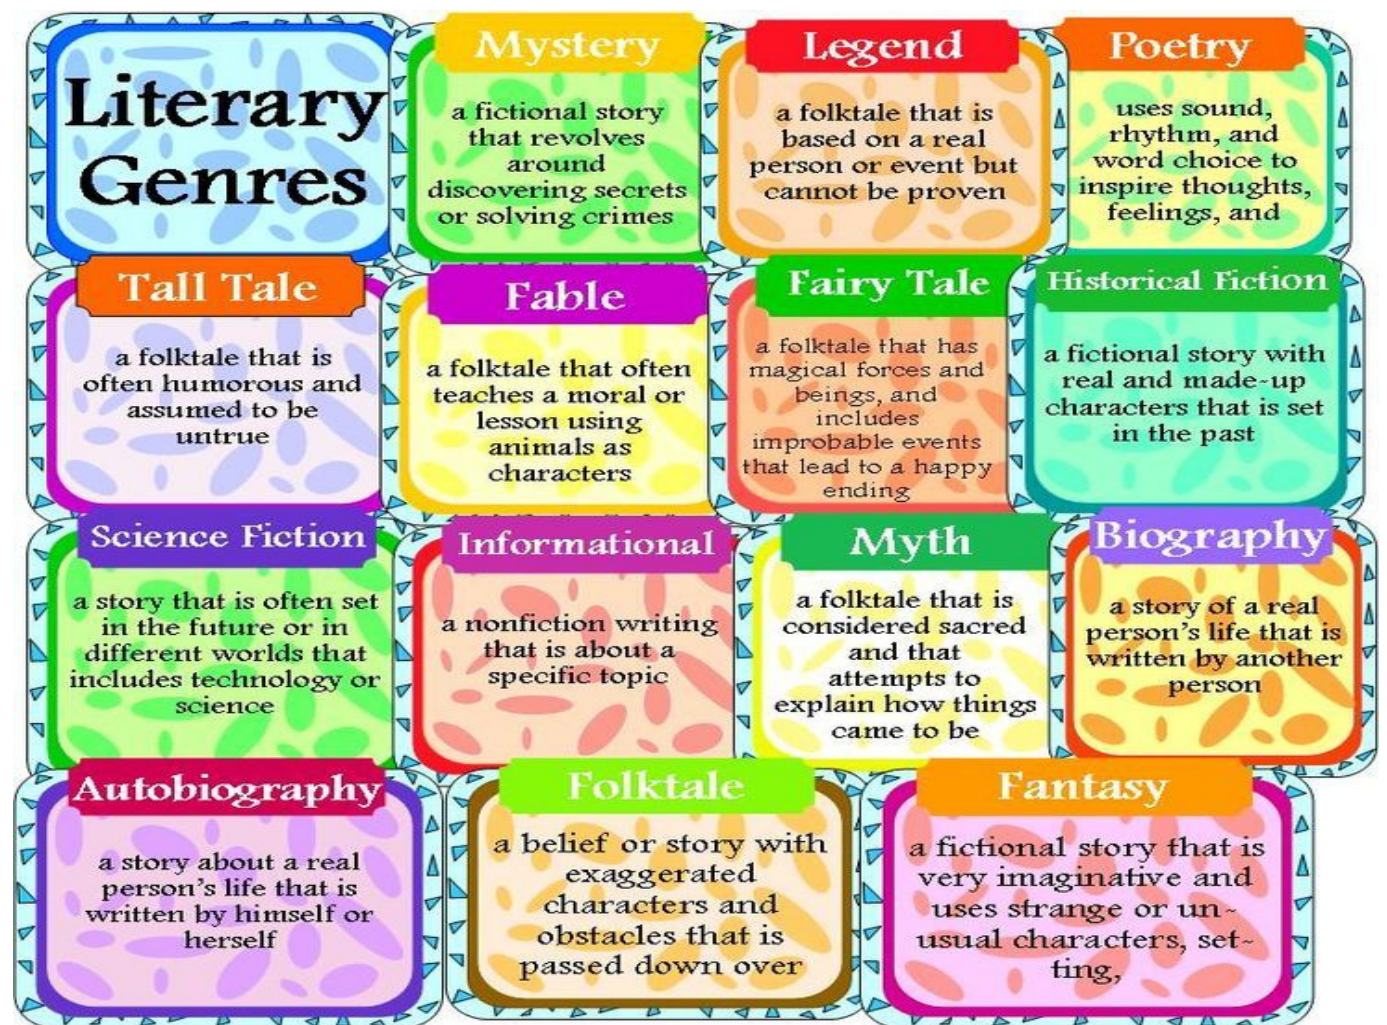 Literary
Genres
Mystery
a fictional story
that revolves
around
discovering secrets
or solving crimes
Legend
a folktale that is
based on a real
person or event but
cannot be proven
Poetry
uses sound,
rhythm, and
word choice to
inspire thoughts,
feelings, and
Tall Tale
a folktale that is
often humorous and
assumed to be
untrue
Fable
a folktale that often
teaches a moral or
lesson using
animals as
characters
Fairy Tale
a folktale that has
magical forces and
beings, and
includes
improbable events
that lead to a happy
ending
Historical Fiction
a fictional story with
real and made-up
characters that is set
in the past
Science Fiction
a story that is often set
in the future or in
different worlds that
includes technology or
science
Informational
a nonfiction writing
that is about a
specific topic
Myth
a folktale that is
considered sacred
and that
attempts to
explain how things
came to be
Biography
a story of a real
person's life that is
written by another
person
Autobiography
a story about a real
person's life that is
written by himself or
herself
Folktale
a belief or story with
exaggerated
characters and
obstacles that is
passed down over
Fantasy
a fictional story that is
very imaginative and
uses strange or un-
usual characters, set-
ting,